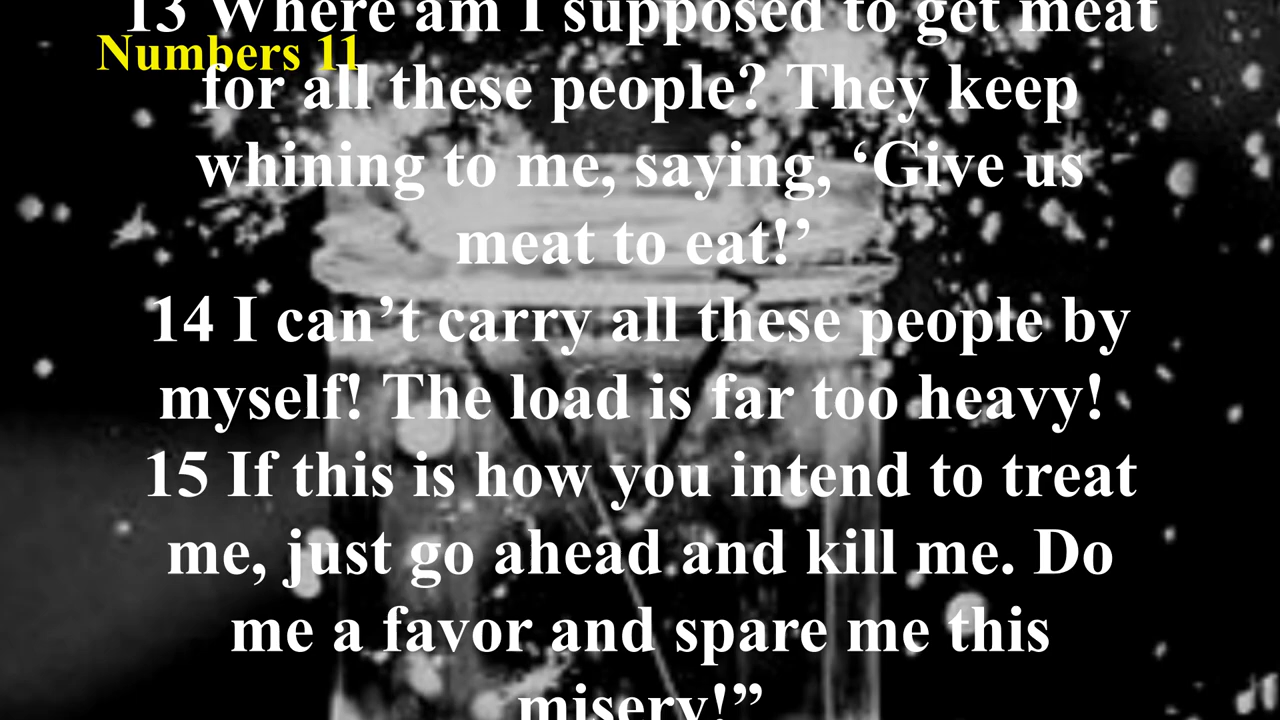 13 Where am I supposed to get meat
Numbers 11
for all these people? They keep
whining to me, saying, ‘Give us
meat to eat!’
14 I can’t carry all these people by
myself! The load is far too heavy!
15 If this is how you intend to treat
me, just go ahead and kill me. Do
me a favor and spare me this
misery!”